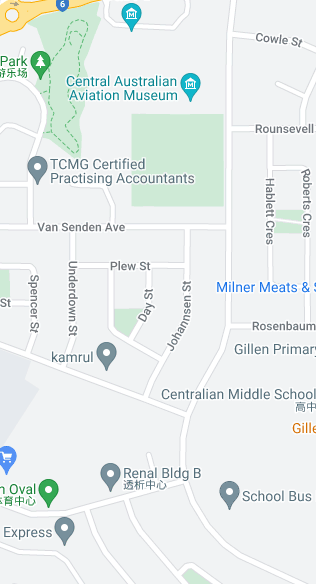 6
Cowle St
Park
游乐场
Central Australian
Aviation Museum
Rounsevell
TCMG Certified
Practising Accountants
Hablett Cres
Roberts Cres
Van Senden Ave
Plew St
Underdown St
Spencer St
St
Day St
Johannsen St
Milner Meats & S
Rosenbaum
kamrul
Gillen Primary
Centralian Middle School
高中
Gille
Renal Bldg B
透析中心
n Oval
体育中心
School Bus
Express